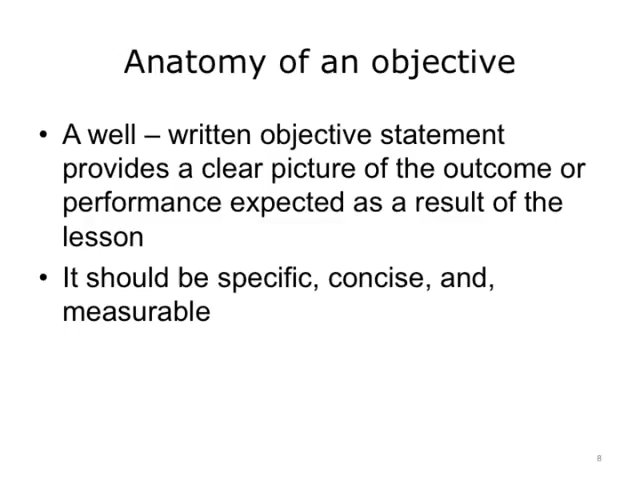 Anatomy of an objective
• A well – written objective statement
provides a clear picture of the outcome or
performance expected as a result of the
lesson
• It should be specific, concise, and,
measurable
8